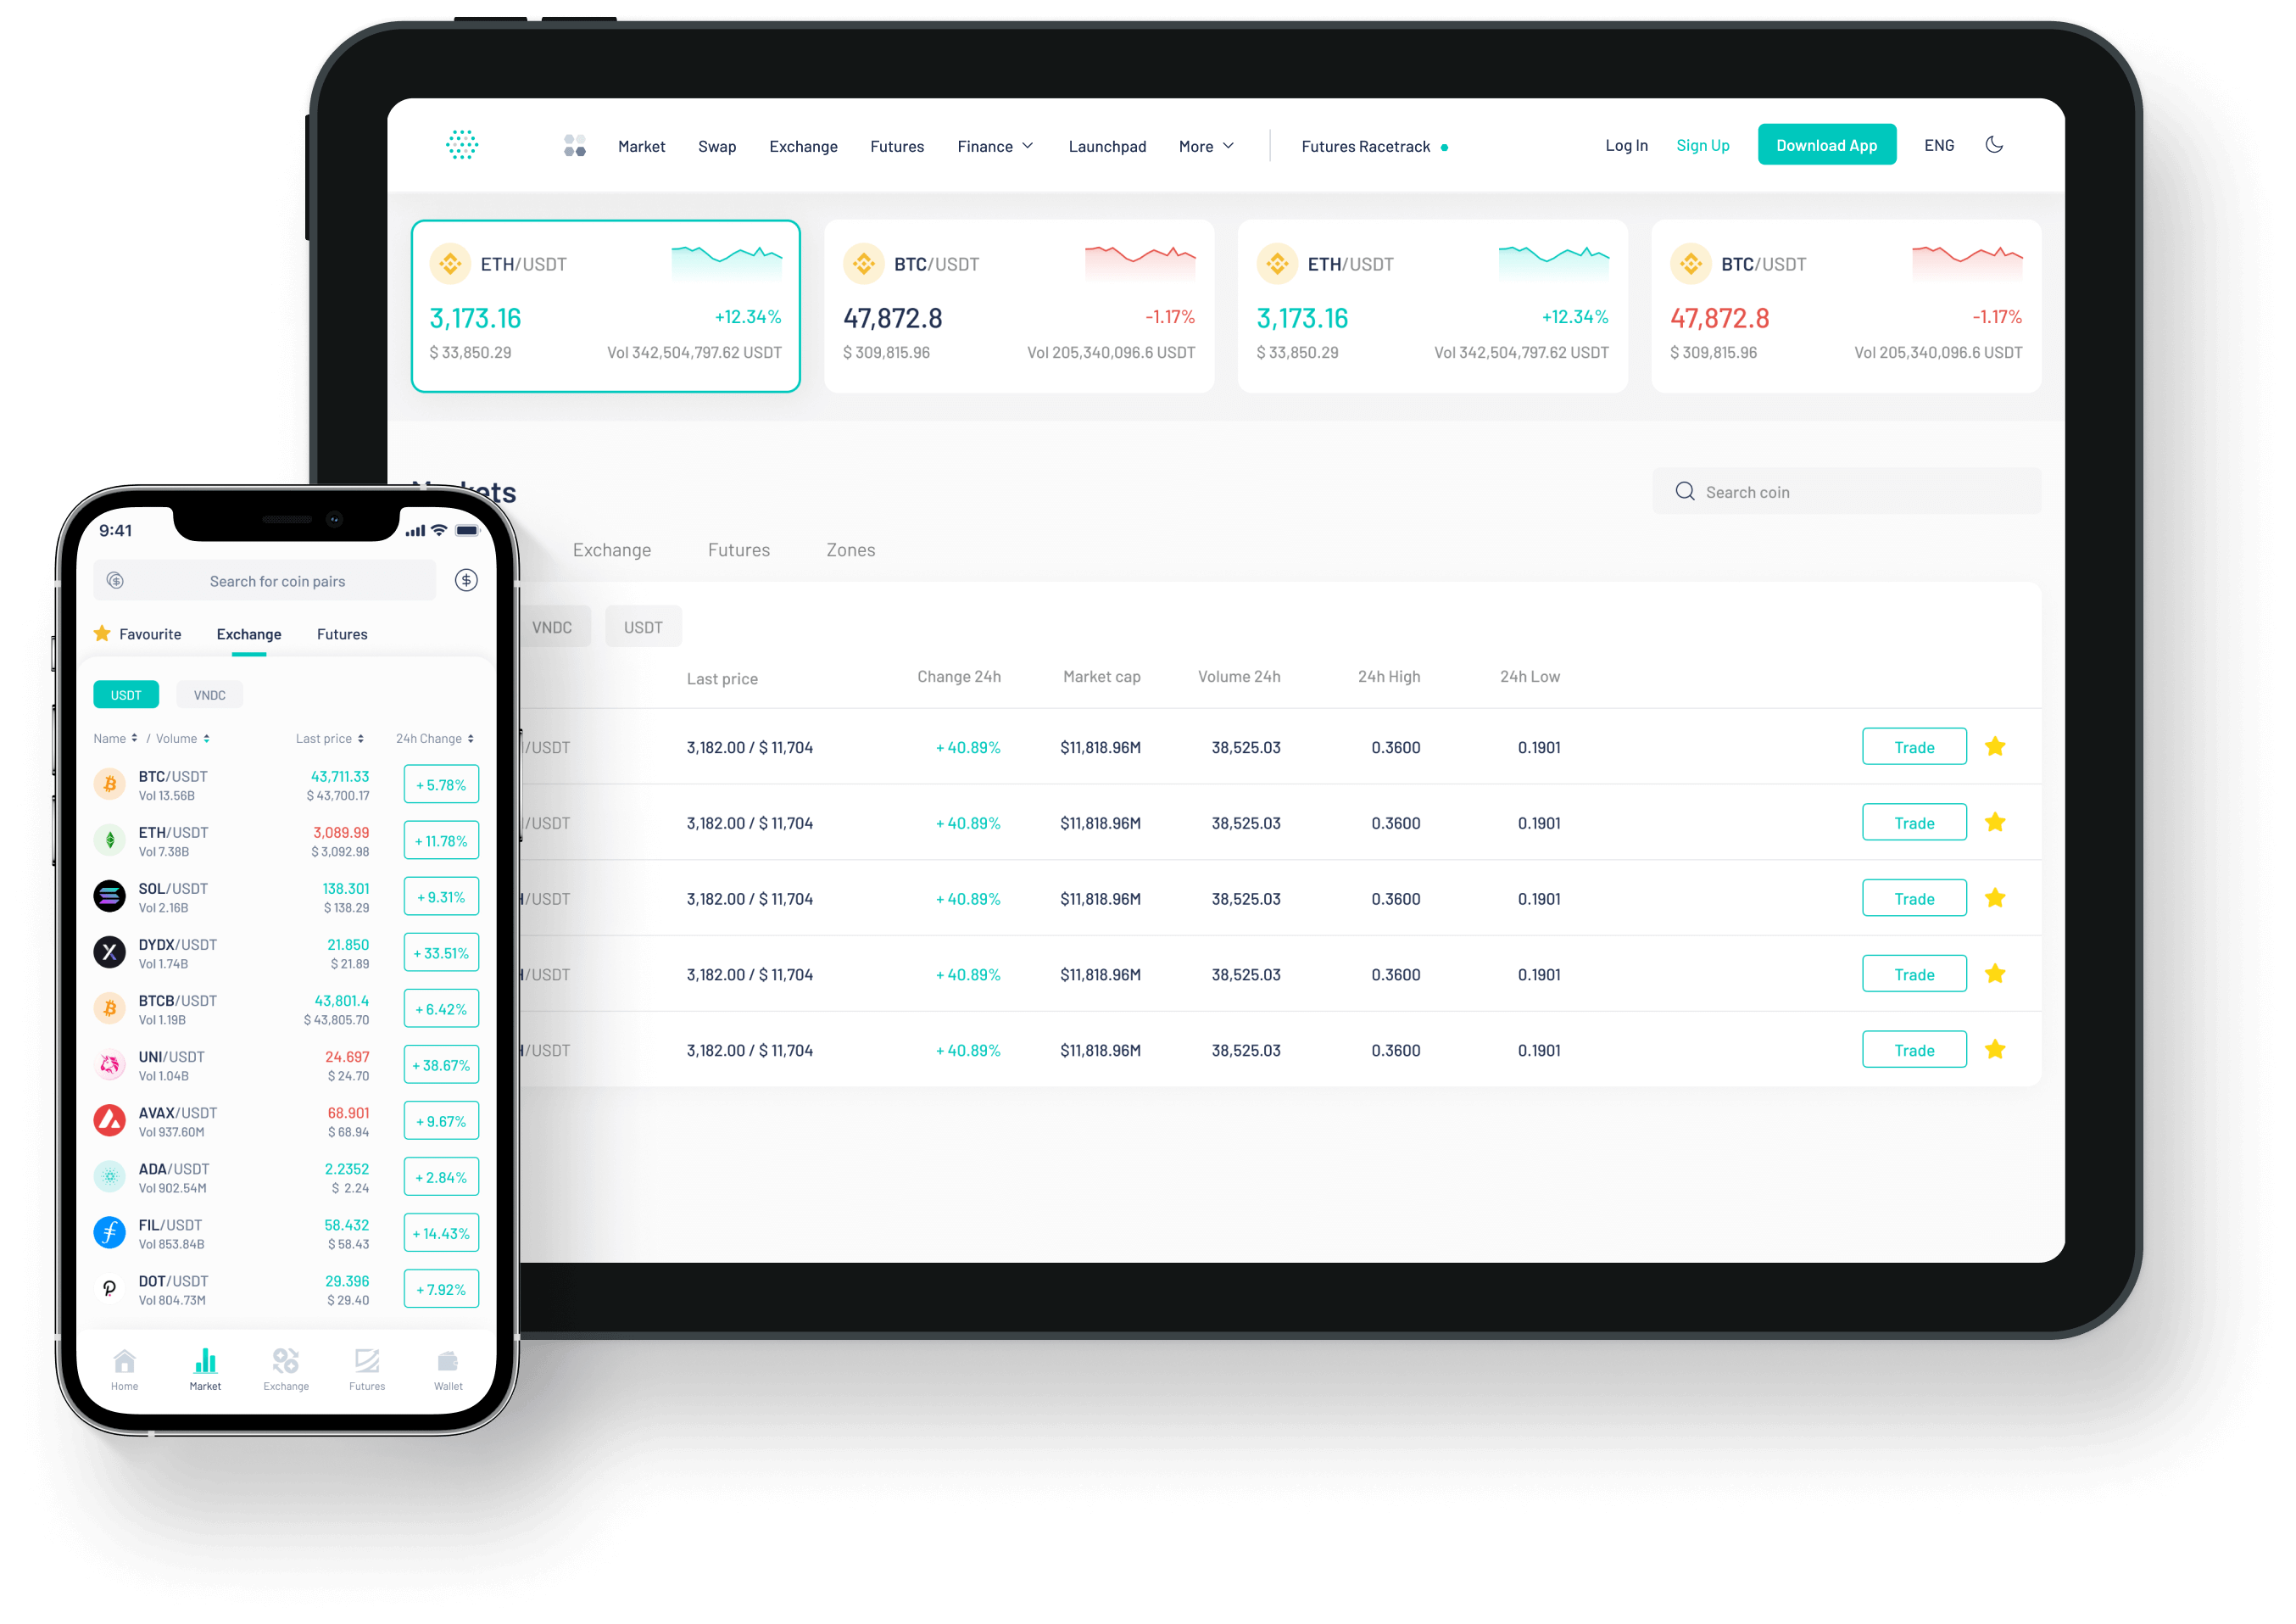 Market Swap Exchange Futures Finance Launchpad More Futures Racetrack Log In Sign Up Download App ENG
ETH/USDT
3,173.16 +12.34%
$ 33,850.29 Vol 342,504,797.62 USDT
BTC/USDT
47,872.8 -1.17%
$ 309,815.96 Vol 205,340,096.6 USDT
ETH/USDT
3,173.16 +12.34%
$ 33,850.29 Vol 342,504,797.62 USDT
BTC/USDT
47,872.8 -1.17%
$ 309,815.96 Vol 205,340,096.6 USDT
Search coin
Exchange Futures Zones
VNDC USDT
Last price Change 24h Market cap Volume 24h 24h High 24h Low
/USDT 3,182.00 / $ 11,704 + 40.89% $11,818.96M 38,525.03 0.3600 0.1901 Trade
/USDT 3,182.00 / $ 11,704 + 40.89% $11,818.96M 38,525.03 0.3600 0.1901 Trade
/USDT 3,182.00 / $ 11,704 + 40.89% $11,818.96M 38,525.03 0.3600 0.1901 Trade
/USDT 3,182.00 / $ 11,704 + 40.89% $11,818.96M 38,525.03 0.3600 0.1901 Trade
/USDT 3,182.00 / $ 11,704 + 40.89% $11,818.96M 38,525.03 0.3600 0.1901 Trade
9:41
Search for coin pairs
Favourite Exchange Futures
USDT VNDC
Name / Volume Last price 24h Change
BTC/USDT 43,711.33 + 5.78%
Vol 13.56B $ 43,700.17
ETH/USDT 3,089.99 + 11.78%
Vol 7.38B $ 3,092.98
SOL/USDT 138.301 + 9.31%
Vol 2.16B $ 138.29
DYDX/USDT 21.850 + 33.51%
Vol 1.74B $ 21.89
BTCB/USDT 43,801.4 + 6.42%
Vol 1.19B $ 43,805.70
UNI/USDT 24.697 + 38.67%
Vol 1.04B $ 24.70
AVAX/USDT 68.901 + 9.67%
Vol 937.60M $ 68.94
ADA/USDT 2.2352 + 2.84%
Vol 902.54M $ 2.24
FIL/USDT 58.432 + 14.43%
Vol 853.84B $ 58.43
DOT/USDT 29.396 + 7.92%
Vol 804.73M $ 29.40
Home Market Exchange Futures Wallet